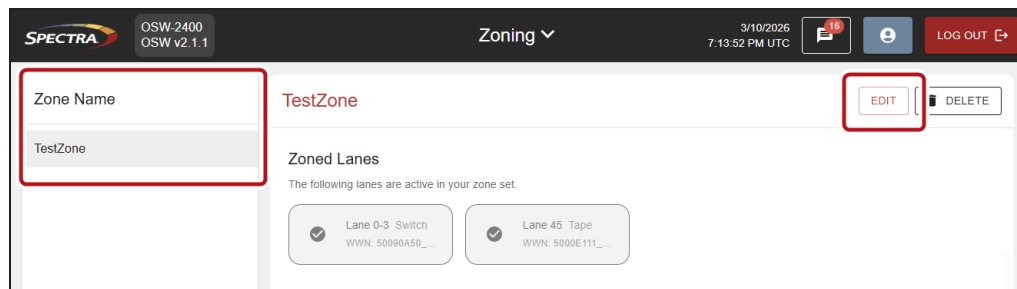 SPECTRA
OSW-2400
OSW v2.1.1
Zoning
3/10/2026
7:13:52 PM UTC
16
LOG OUT
Zone Name
TestZone
TestZone
EDIT
DELETE
Zoned Lanes
The following lanes are active in your zone set.
Lane 0-3 Switch
WWN: 50090A50_...
Lane 45 Tape
WWN: 5000E111_...